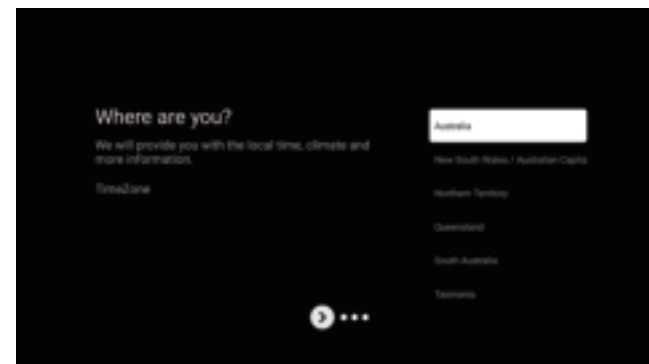 Where are you?
We will provide you with the local time, climate and
more information.
TimeZone
Australia
New South Wales / Australian Capita
Northern Territory
Queensland
South Australia
Tasmania